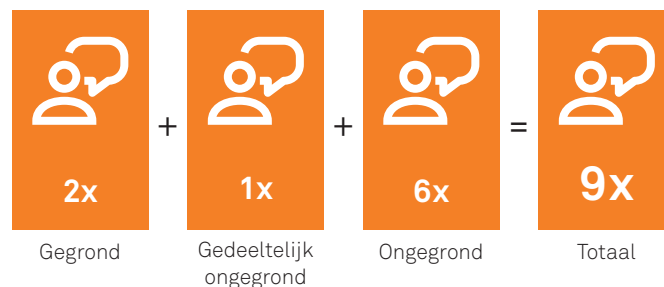 2x
+
1x
+
6x
=
9x
Gegrond
Gedeeltelijk
ongegrond
Ongegrond
Totaal